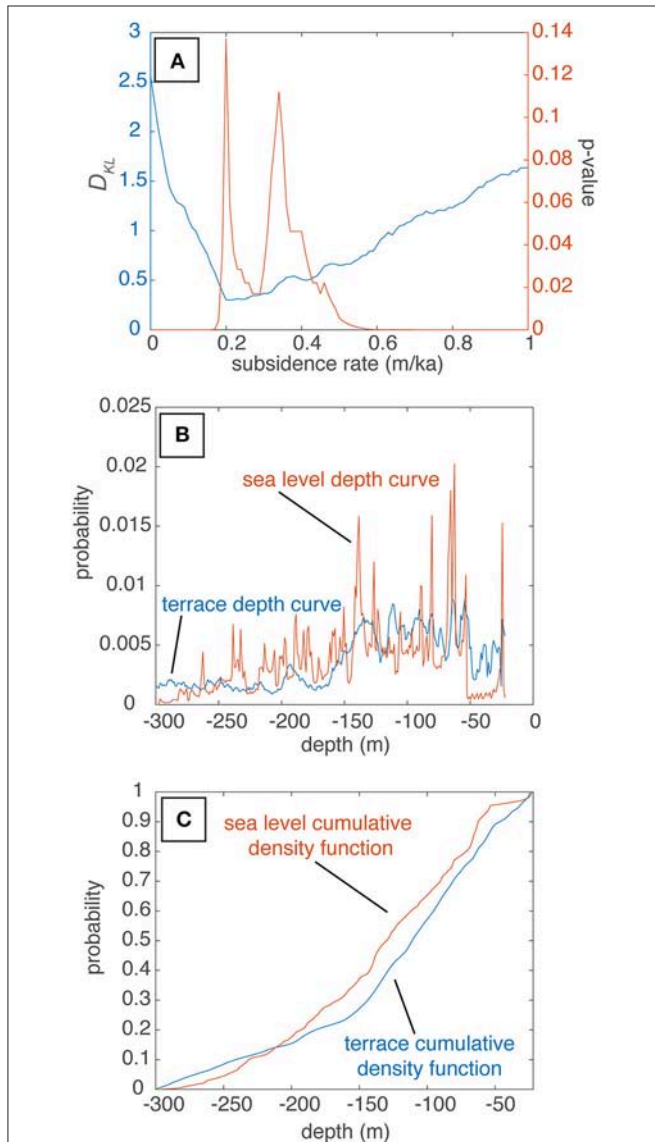 A
3
2.5
2
1.5
1
0.5
0
D_KL
0.14
0.12
0.10
0.08
0.06
0.04
0.02
0
p-value
0 0.2 0.4 0.6 0.8 1
subsidence rate (m/ka)
B
0.025
0.02
0.015
0.01
0.005
0
probability
sea level depth curve
terrace depth curve
-300 -250 -200 -150 -100 -50 0
depth (m)
C
1
0.9
0.8
0.7
0.6
0.5
0.4
0.3
0.2
0.1
0
probability
sea level cumulative
density function
terrace cumulative
density function
-300 -250 -200 -150 -100 -50
depth (m)